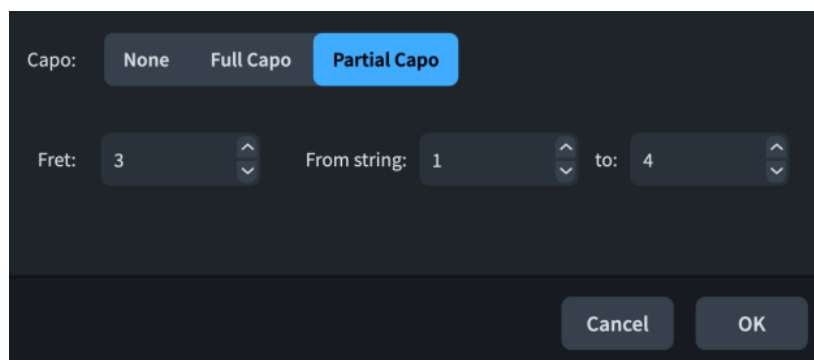 Capo: None Full Capo Partial Capo
Fret: 3 From string: 1 to: 4
Cancel OK